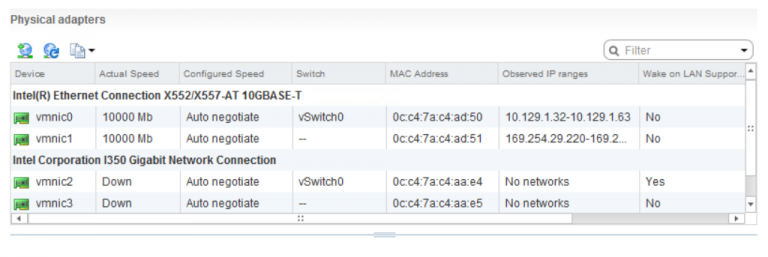 Physical adapters
Filter
Device Actual Speed Configured Speed Switch MAC Address Observed IP ranges Wake on LAN Suppor...
Intel(R) Ethernet Connection X552/X557-AT 10GBASE-T
vmnic0 10000 Mb Auto negotiate vSwitch0 0c:c4:7a:c4:ad:50 10.129.1.32-10.129.1.63 No
vmnic1 10000 Mb Auto negotiate -- 0c:c4:7a:c4:ad:51 169.254.29.220-169.2... No
Intel Corporation I350 Gigabit Network Connection
vmnic2 Down Auto negotiate vSwitch0 0c:c4:7a:c4:aa:e4 No networks Yes
vmnic3 Down Auto negotiate -- 0c:c4:7a:c4:aa:e5 No networks No